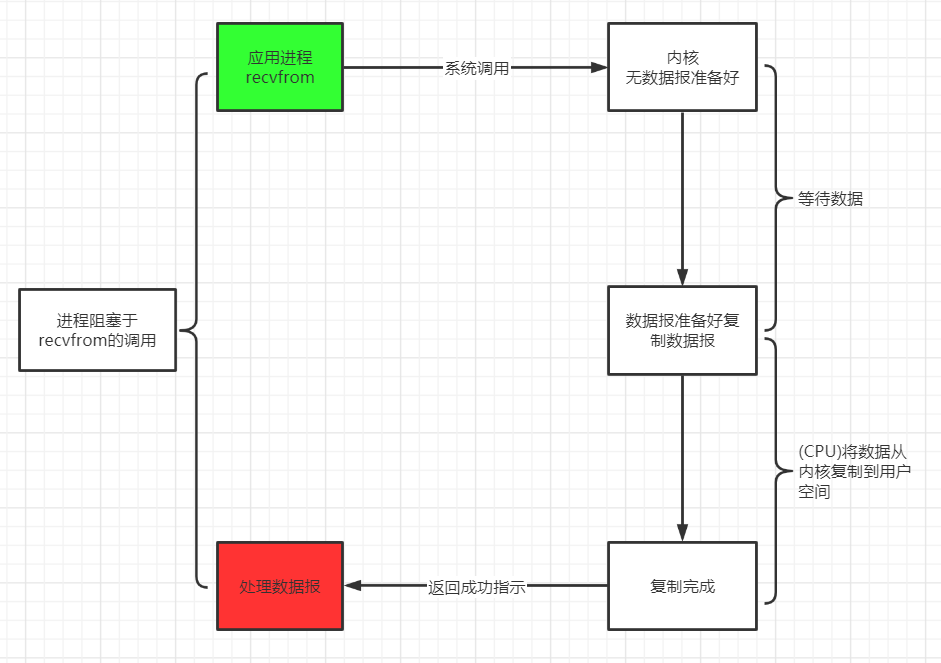 应用进程
recvfrom
系统调用
内核
无数据报准备好
等待数据
进程阻塞于
recvfrom的调用
数据报准备好复
制数据报
(CPU)将数据从
内核复制到用户
空间
处理数据报
返回成功指示
复制完成